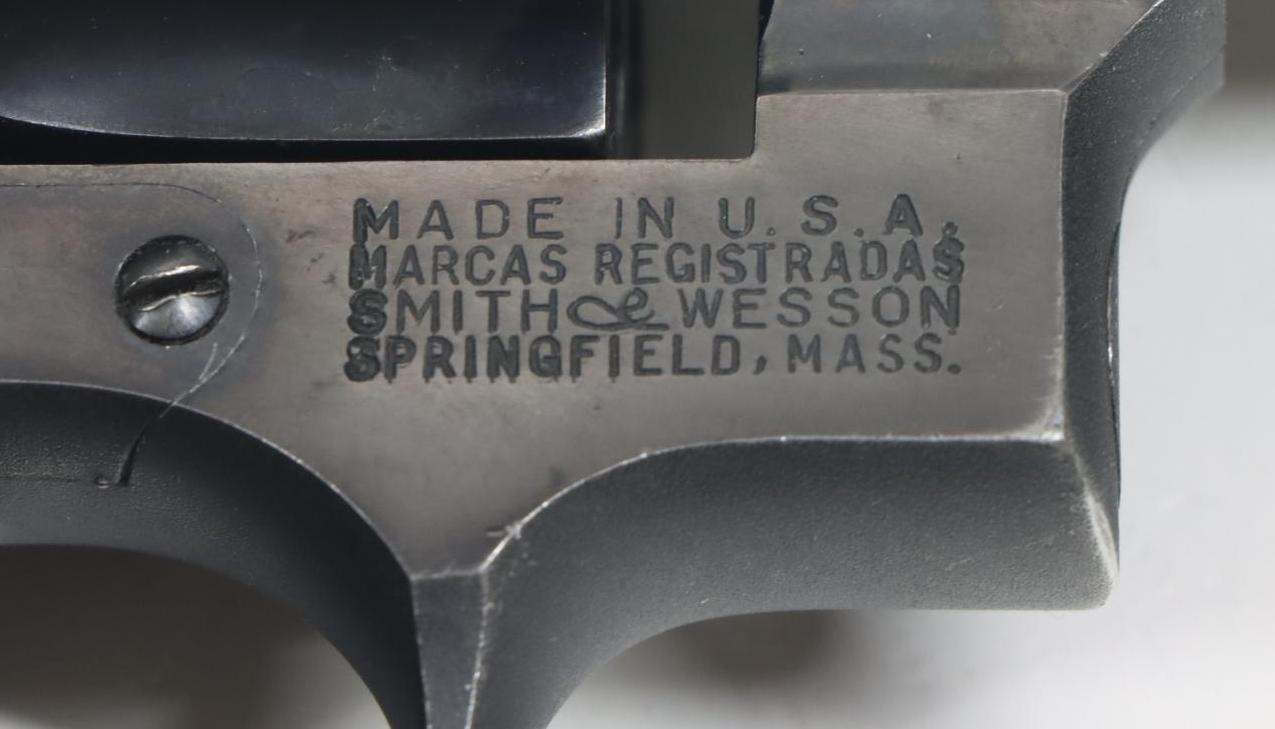 MADE IN U.S.A.
MARCAS REGISTRADAS
SMITH & WESSON
SPRINGFIELD, MASS.